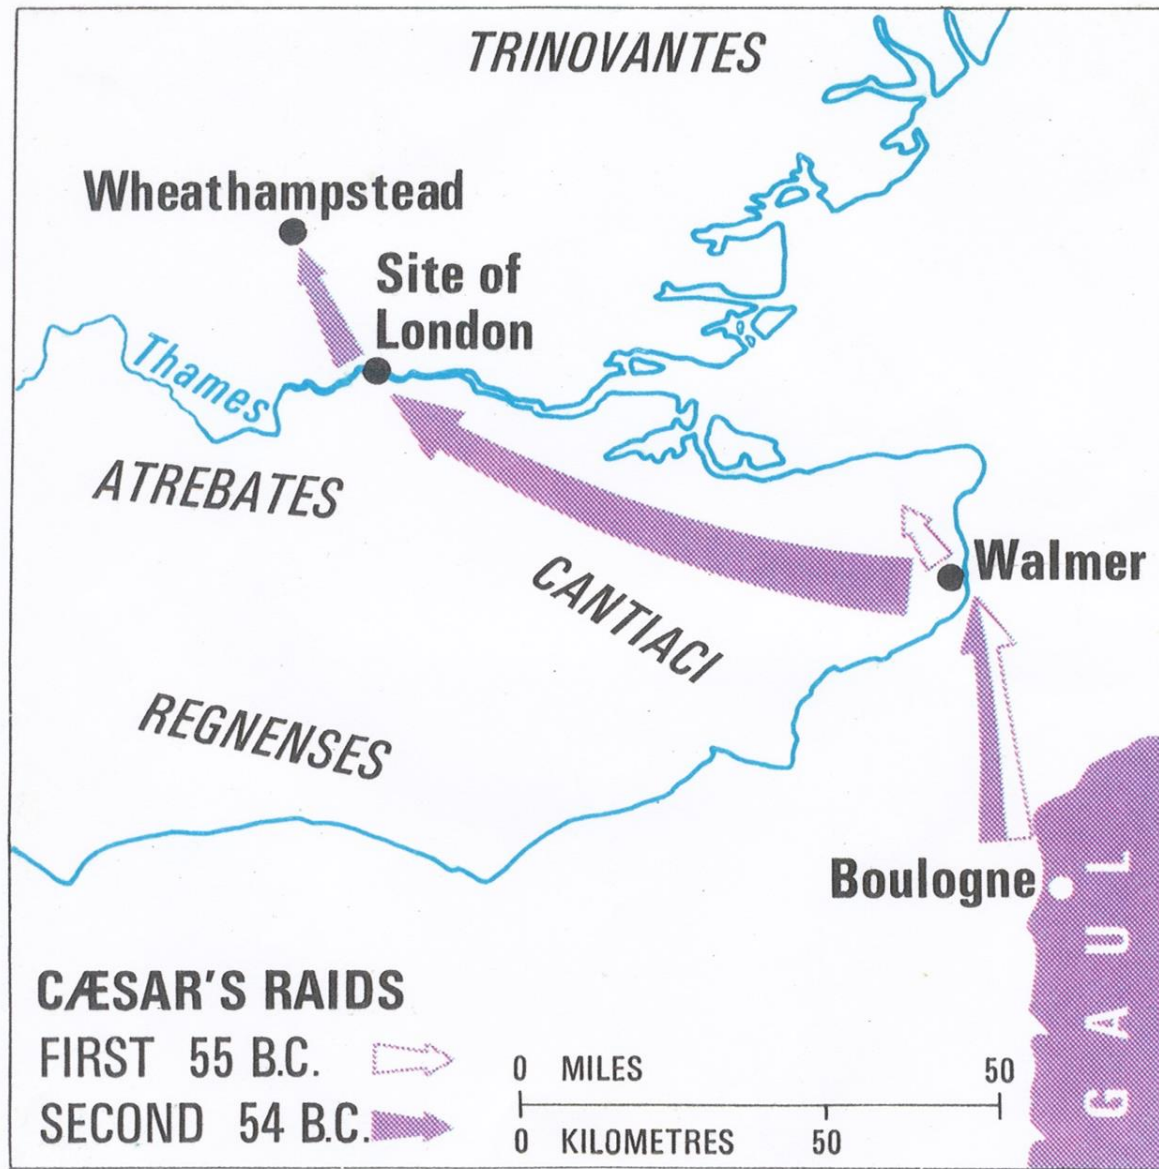 TRINOVANTES
Wheathampstead
Site of
London
Thames
ATREBATES
CANTIACI
Walmer
REGNENSES
Boulogne
GAUL
CÆSAR'S RAIDS
FIRST 55 B.C.
SECOND 54 B.C.
0 MILES 50
0 KILOMETRES 50